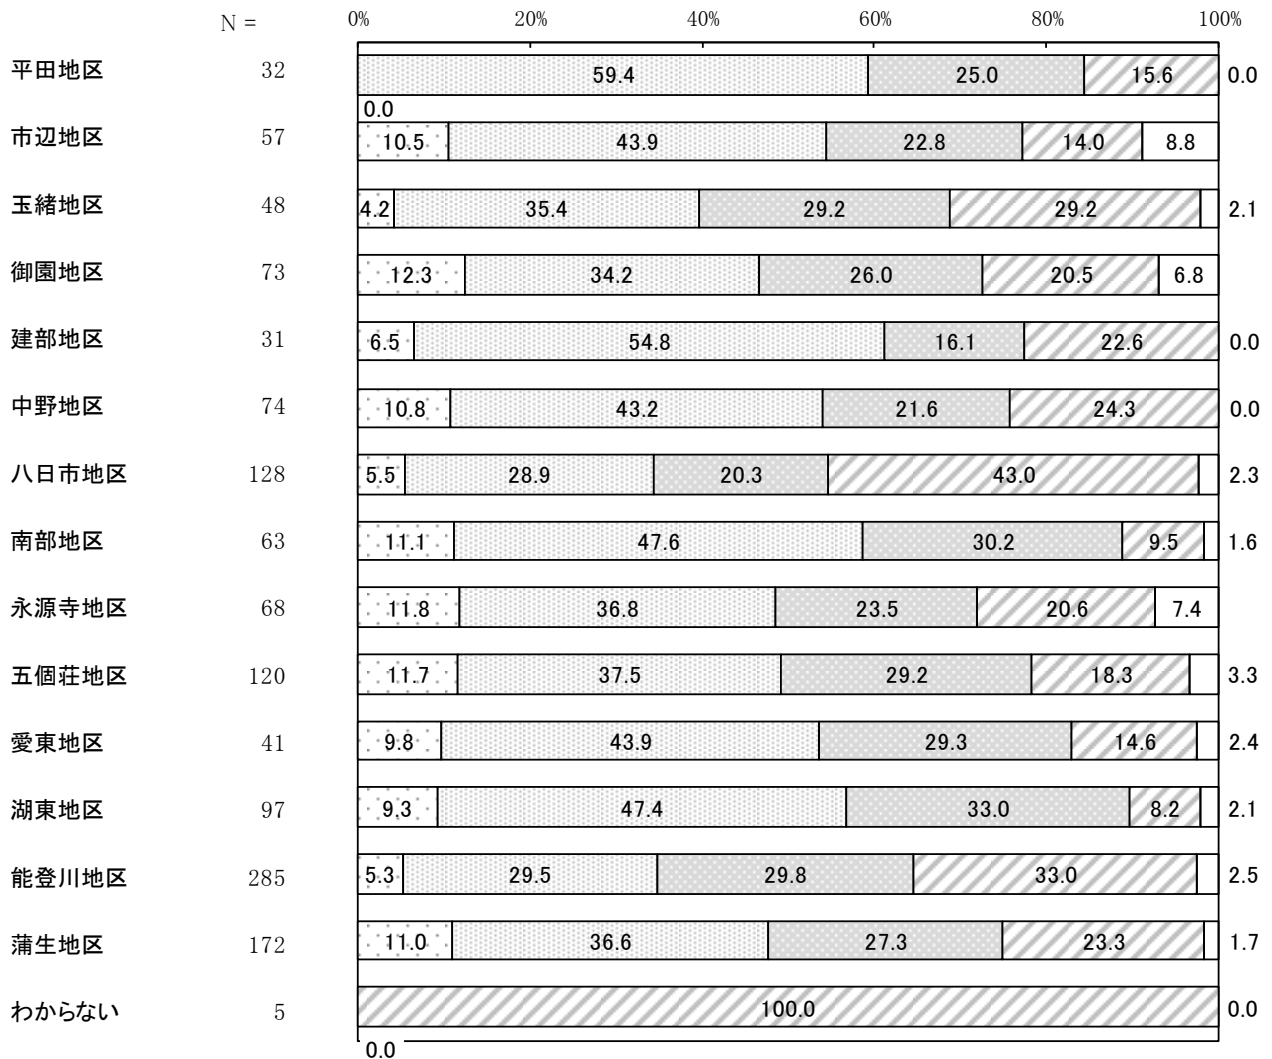 N = 0% 20% 40% 60% 80% 100%
平田地区 32 59.4 25.0 15.6 0.0
0.0
市辺地区 57 10.5 43.9 22.8 14.0 8.8
玉緒地区 48 4.2 35.4 29.2 29.2 2.1
御園地区 73 12.3 34.2 26.0 20.5 6.8
建部地区 31 6.5 54.8 16.1 22.6 0.0
中野地区 74 10.8 43.2 21.6 24.3 0.0
八日市地区 128 5.5 28.9 20.3 43.0 2.3
南部地区 63 11.1 47.6 30.2 9.5 1.6
永源寺地区 68 11.8 36.8 23.5 20.6 7.4
五個荘地区 120 11.7 37.5 29.2 18.3 3.3
愛東地区 41 9.8 43.9 29.3 14.6 2.4
湖東地区 97 9.3 47.4 33.0 8.2 2.1
能登川地区 285 5.3 29.5 29.8 33.0 2.5
蒲生地区 172 11.0 36.6 27.3 23.3 1.7
わからない 5 100.0 0.0
0.0